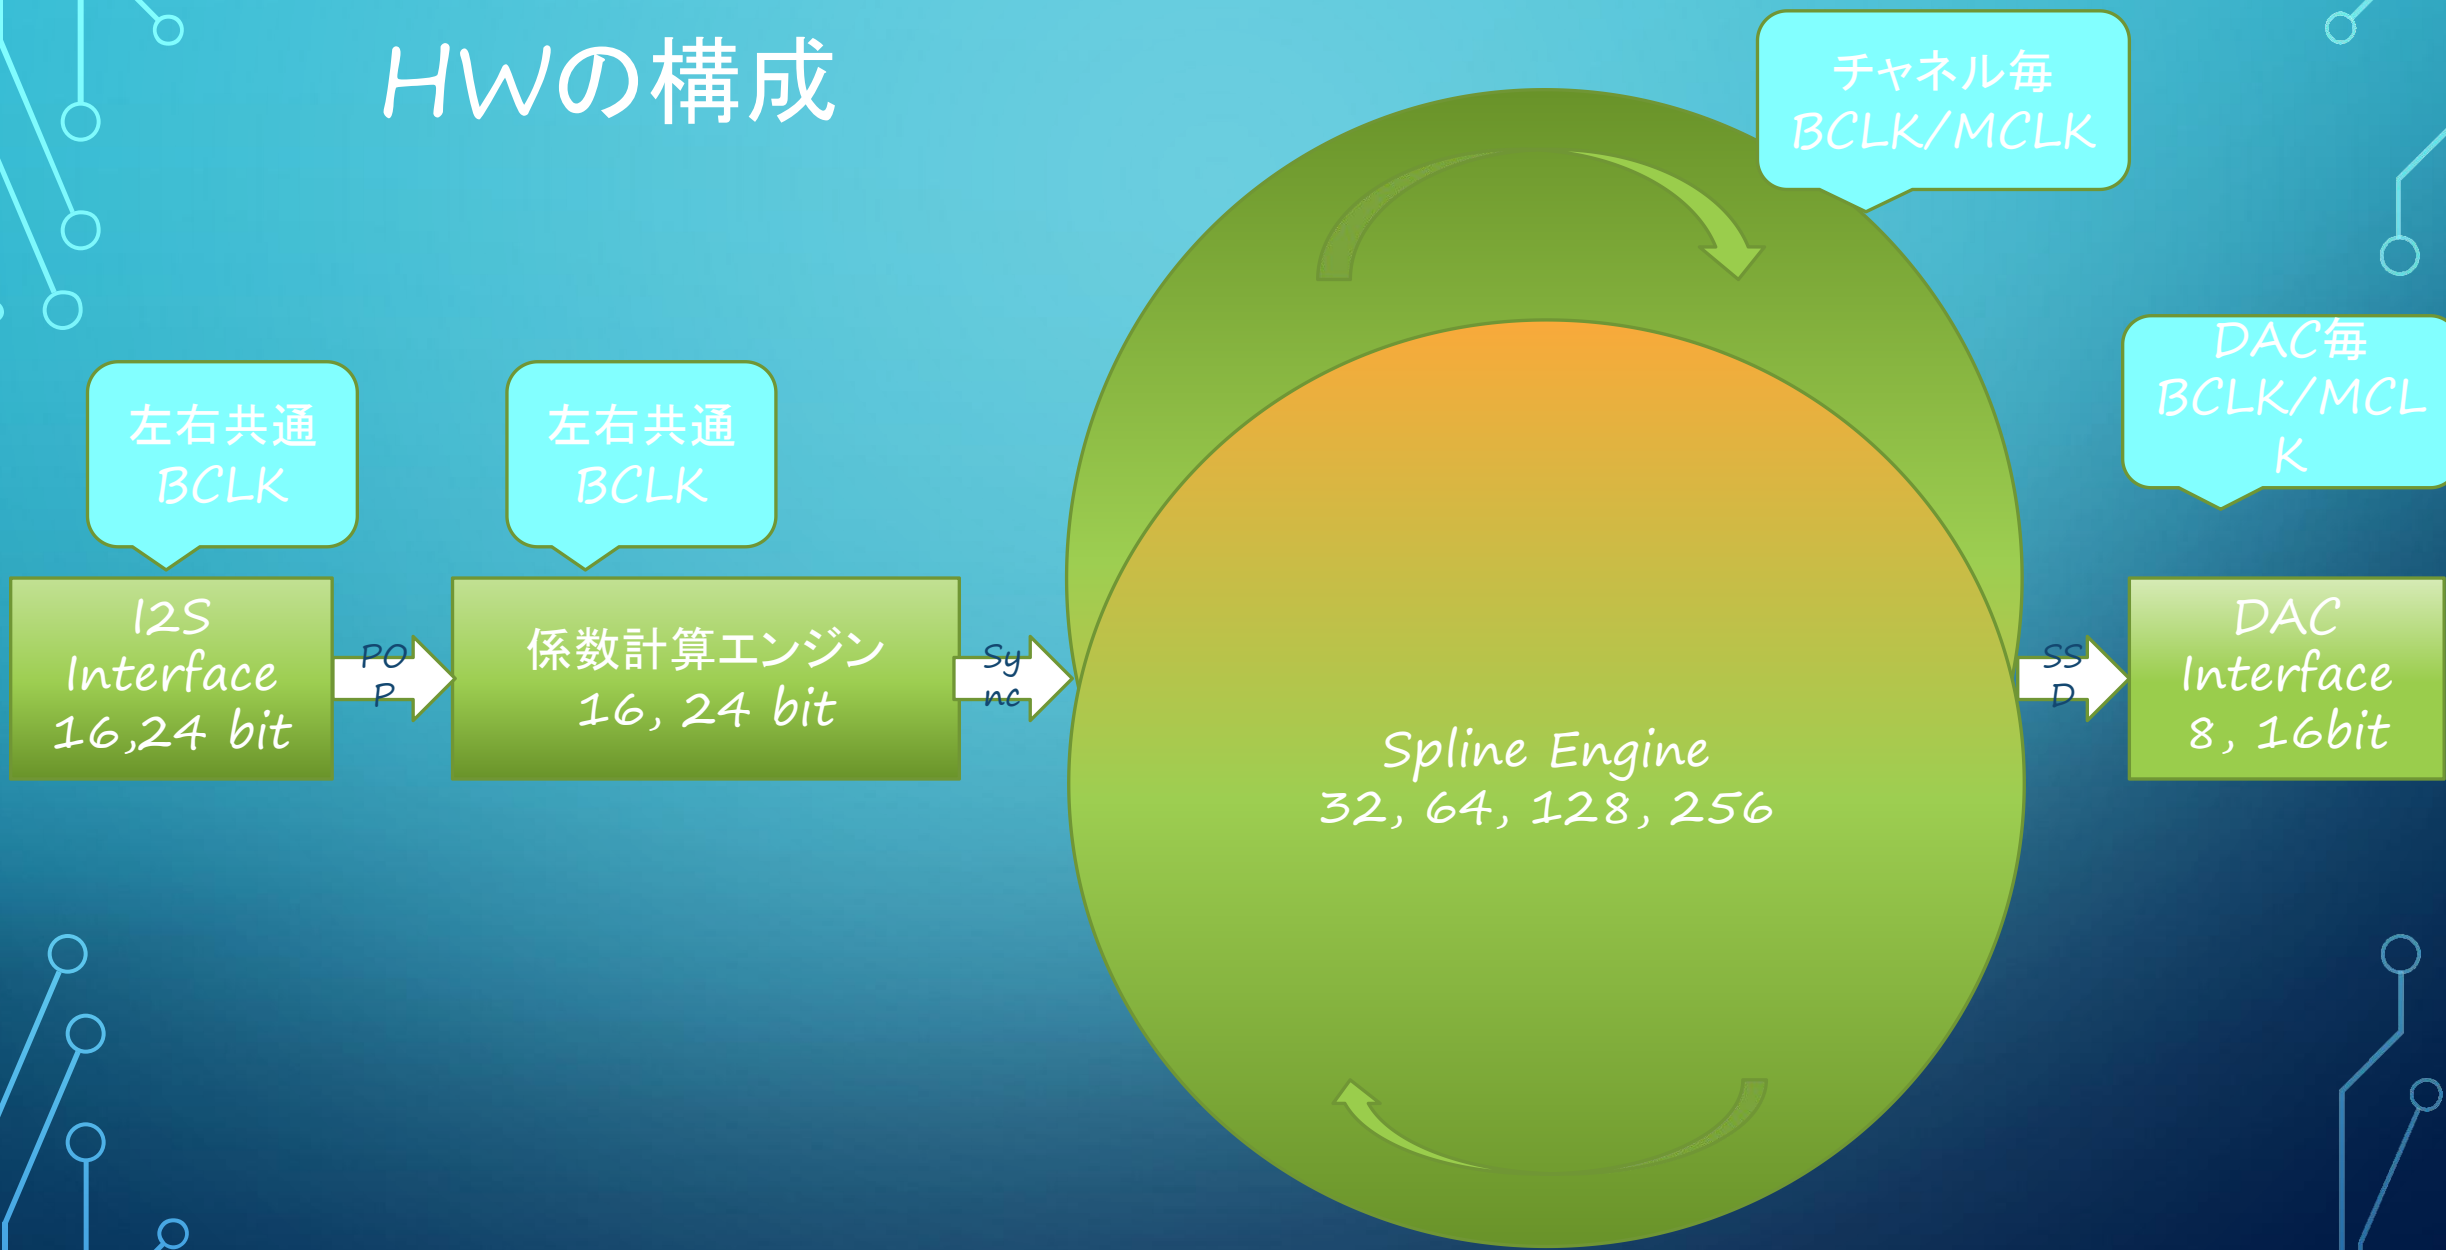 HWの構成
チャネル毎
BCLK/MCLK
DAC毎
BCLK/MCL
K
左右共通
BCLK
左右共通
BCLK
I2S
Interface
16,24 bit
PO
P
係数計算エンジン
16, 24 bit
Sy
nc
Spline Engine
32, 64, 128, 256
SS
D
DAC
Interface
8, 16bit